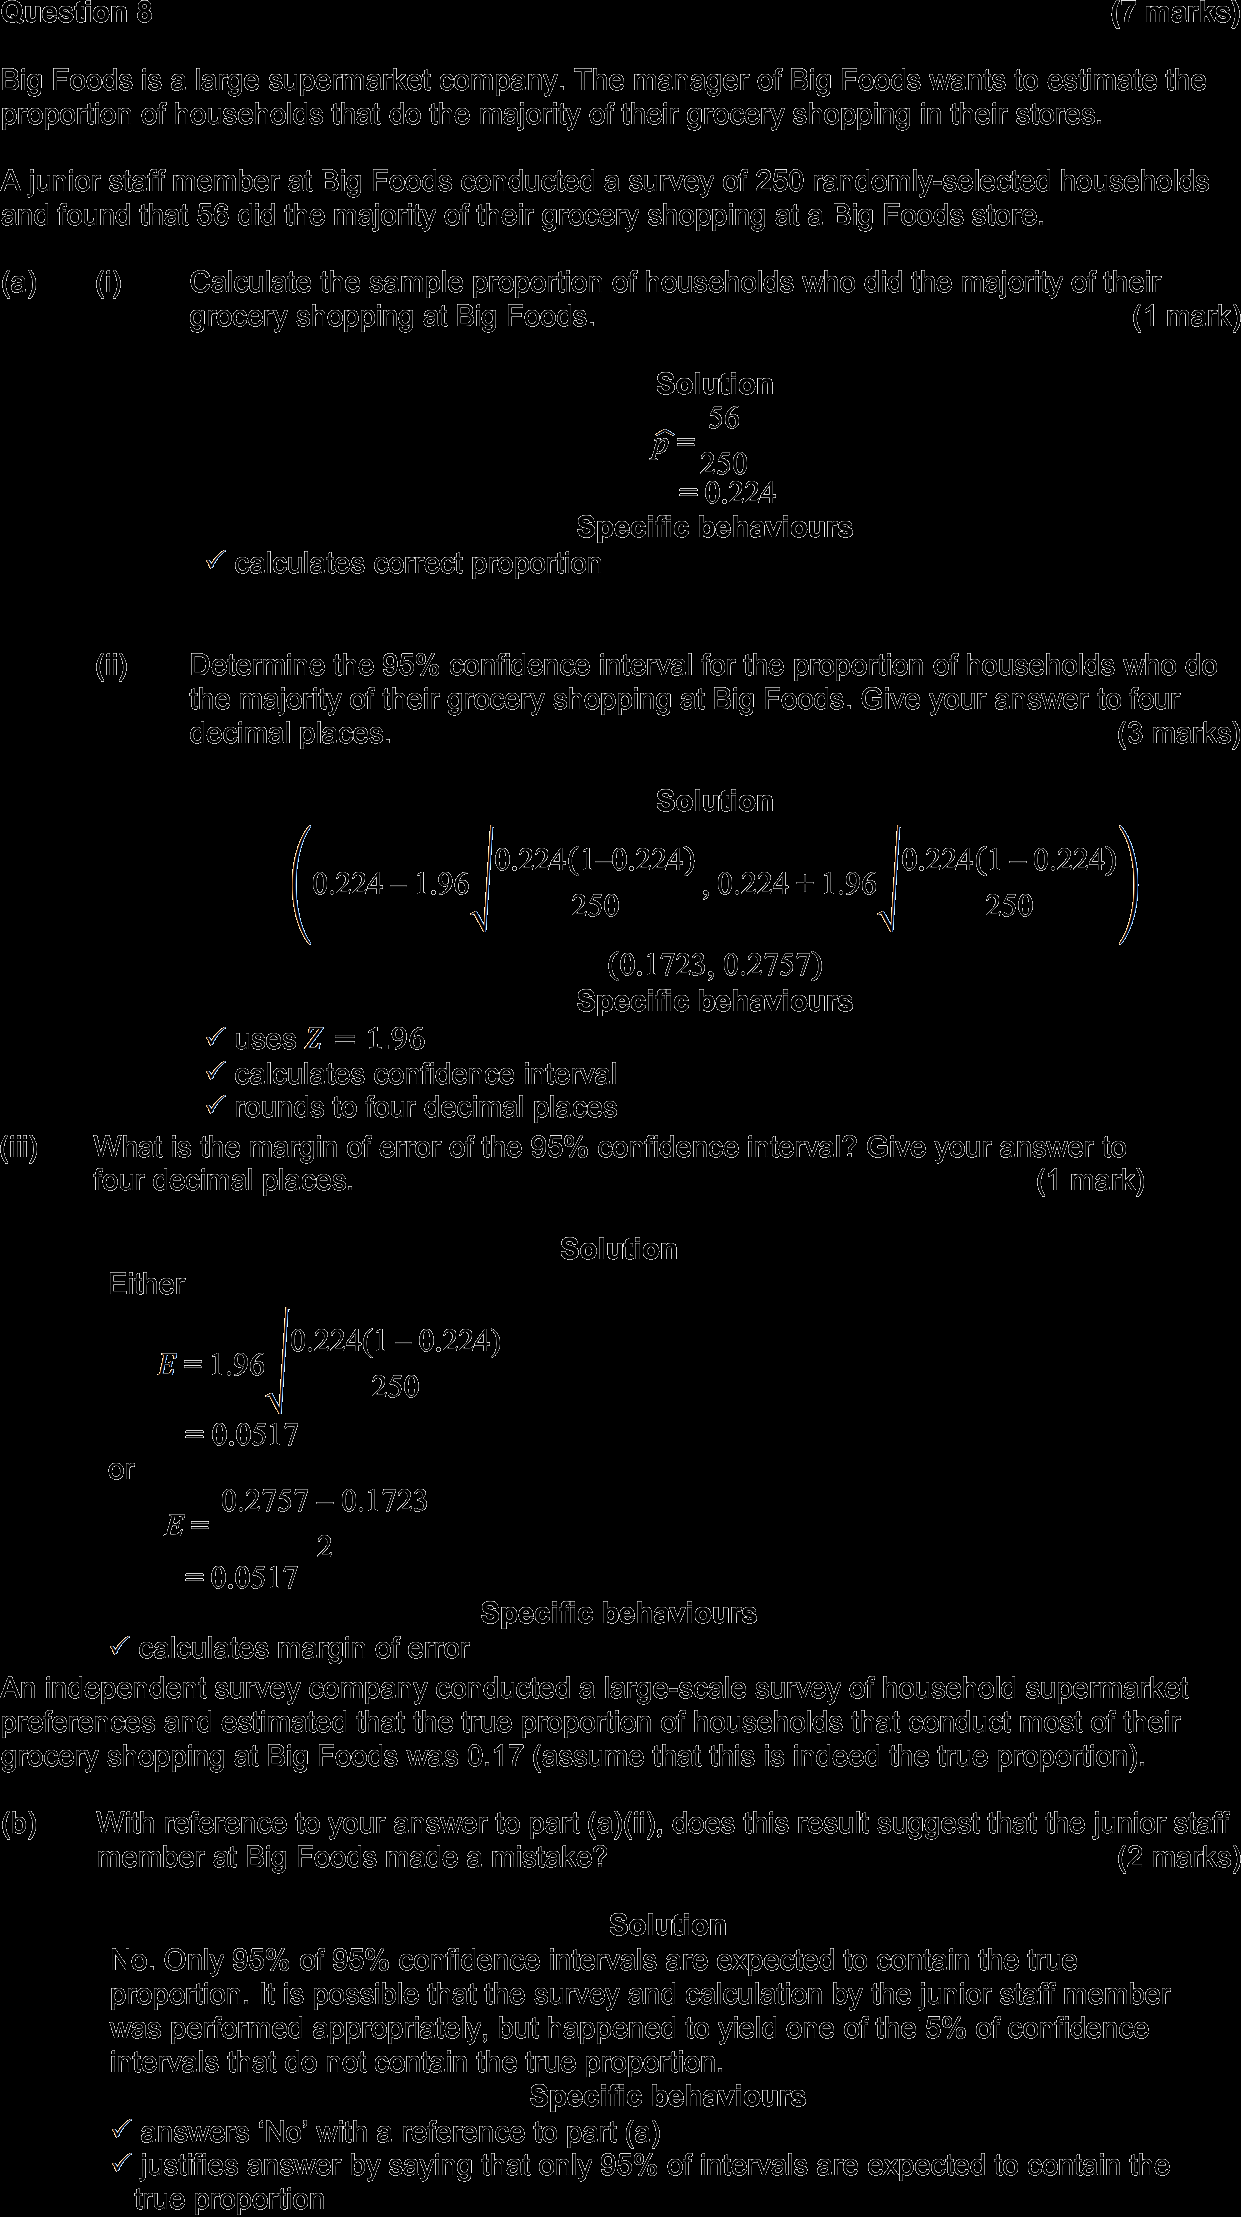 Question 8 (7 marks)
Big Foods is a large supermarket company. The manager of Big Foods wants to estimate the
proportion of households that do the majority of their grocery shopping in their stores.
A junior staff member at Big Foods conducted a survey of 250 randomly-selected households
and found that 56 did the majority of their grocery shopping at a Big Foods store.
(a) (i) Calculate the sample proportion of households who did the majority of their
grocery shopping at Big Foods. (1 mark)
Solution
p̂ = 56/250
= 0.224
Specific behaviours
✓ calculates correct proportion
(ii) Determine the 95% confidence interval for the proportion of households who do
the majority of their grocery shopping at Big Foods. Give your answer to four
decimal places. (3 marks)
Solution
(0.224 – 1.96√(0.224(1–0.224)/250) , 0.224 + 1.96√(0.224(1 – 0.224)/250))
(0.1723, 0.2757)
Specific behaviours
✓ uses Z = 1.96
✓ calculates confidence interval
✓ rounds to four decimal places
(iii) What is the margin of error of the 95% confidence interval? Give your answer to
four decimal places. (1 mark)
Solution
Either
E = 1.96√(0.224(1 – 0.224)/250)
= 0.0517
or
E = (0.2757 – 0.1723)/2
= 0.0517
Specific behaviours
✓ calculates margin of error
An independent survey company conducted a large-scale survey of household supermarket
preferences and estimated that the true proportion of households that conduct most of their
grocery shopping at Big Foods was 0.17 (assume that this is indeed the true proportion).
(b) With reference to your answer to part (a)(ii), does this result suggest that the junior staff
member at Big Foods made a mistake? (2 marks)
Solution
No. Only 95% of 95% confidence intervals are expected to contain the true
proportion. It is possible that the survey and calculation by the junior staff member
was performed appropriately, but happened to yield one of the 5% of confidence
intervals that do not contain the true proportion.
Specific behaviours
✓ answers ‘No’ with a reference to part (a)
✓ justifies answer by saying that only 95% of intervals are expected to contain the
true proportion